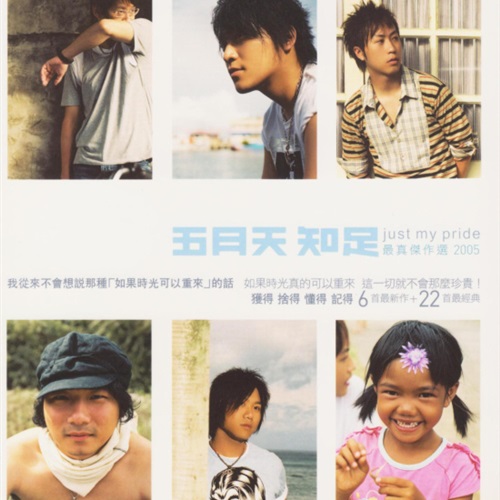 五月天 知足 just my pride
最真傑作選 2005
我從來不會想說那種「如果時光可以重來」的話 如果時光真的可以重來 這一切就不會那麼珍貴！
獲得 捨得 懂得 記得 6首最新作+22首最經典